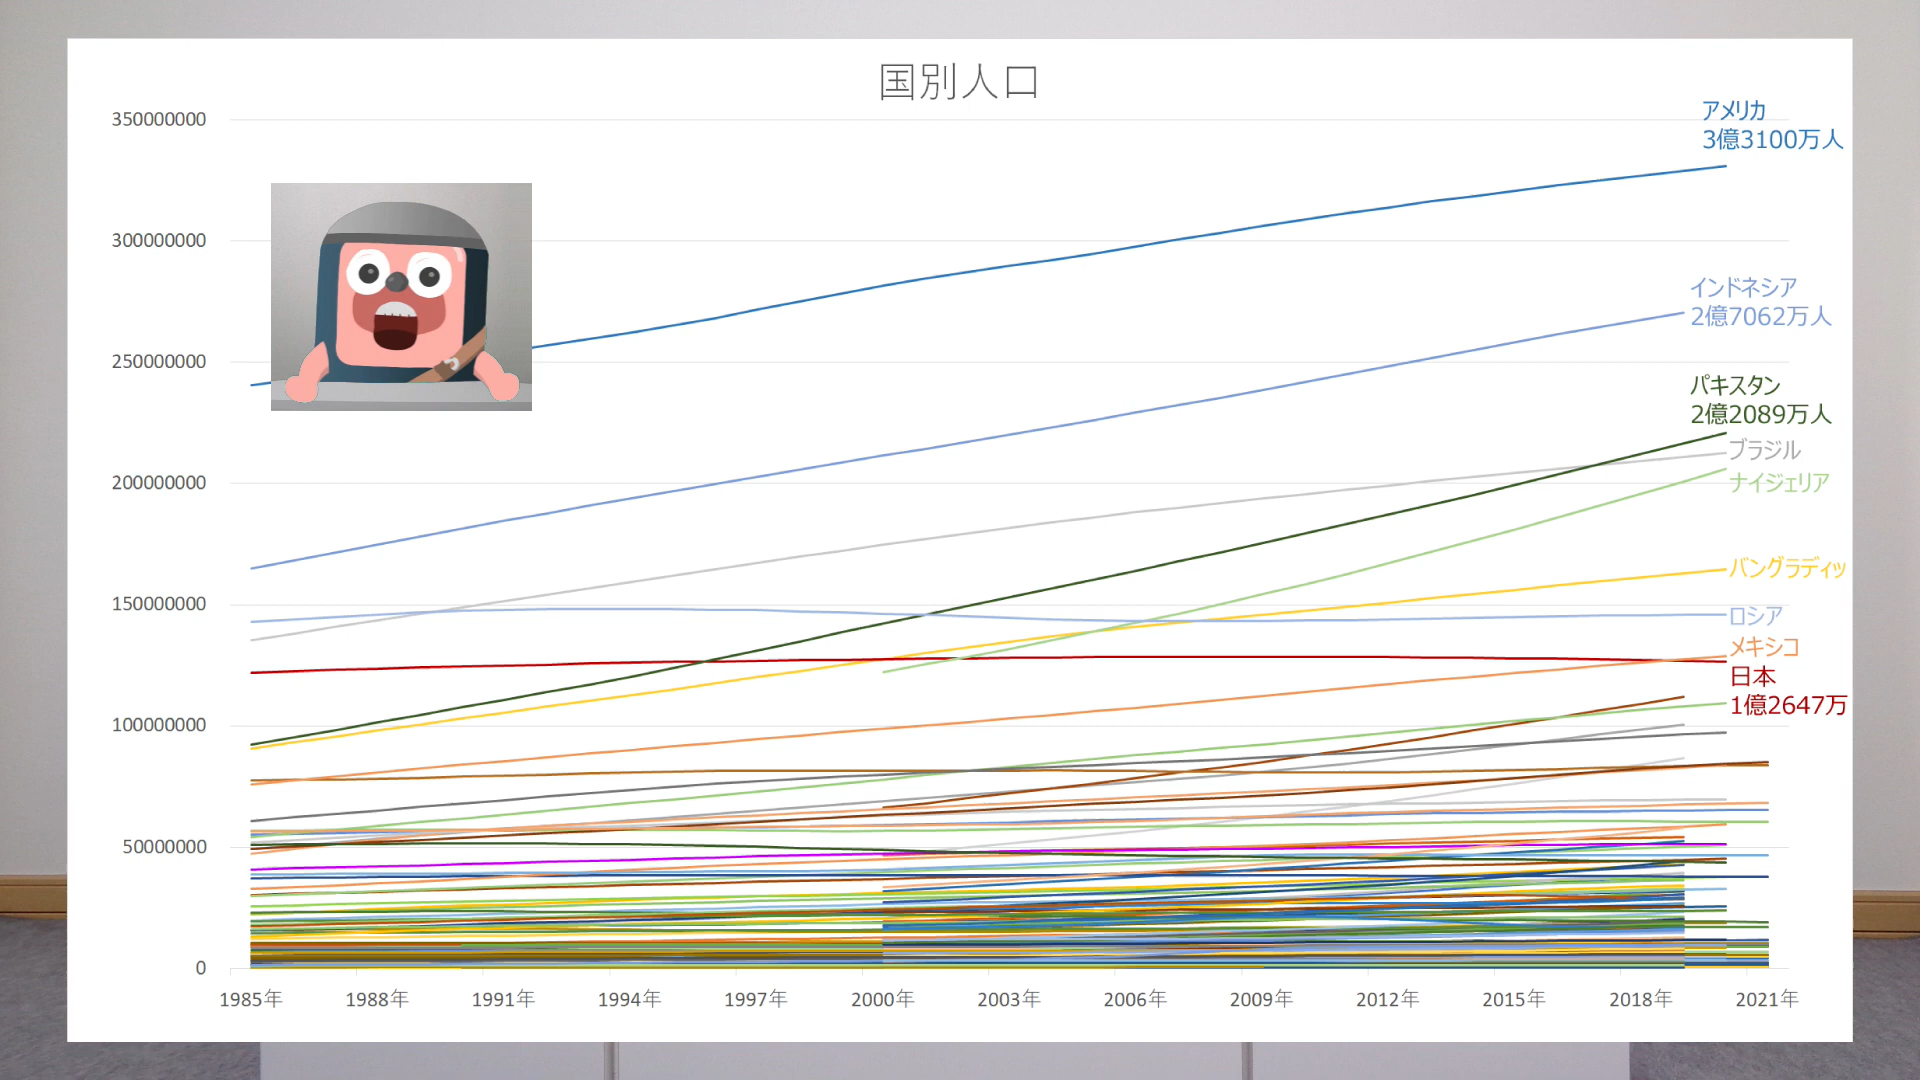 国別人口
350000000
300000000
250000000
200000000
150000000
100000000
50000000
0
アメリカ
3億3100万人
インドネシア
2億7062万人
パキスタン
2億2089万人
ブラジル
ナイジェリア
バングラディッ
ロシア
メキシコ
日本
1億2647万
1985年 1988年 1991年 1994年 1997年 2000年 2003年 2006年 2009年 2012年 2015年 2018年 2021年